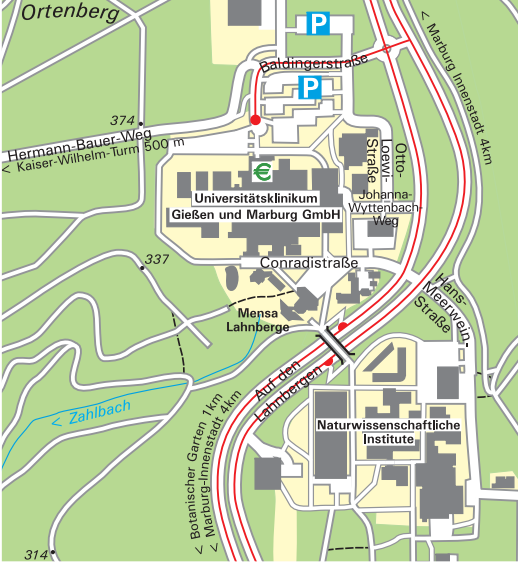 Ortenberg
P
Baldingerstraße
P
< Marburg Innenstadt 4km
374
Hermann-Bauer-Weg
< Kaiser-Wilhelm-Turm 500 m
Otto-
Loewi-
Straße
€
Universitätsklinikum
Gießen und Marburg GmbH
Johanna-
Wyttenbach-
Weg
337
Conradistraße
Hans-
Meerwein-
Straße
Mensa
Lahnberge
Auf den
Lahnbergen
< Zahlbach
< Botanischer Garten 1km
< Marburg-Innenstadt 4km
Naturwissenschaftliche
Institute
314